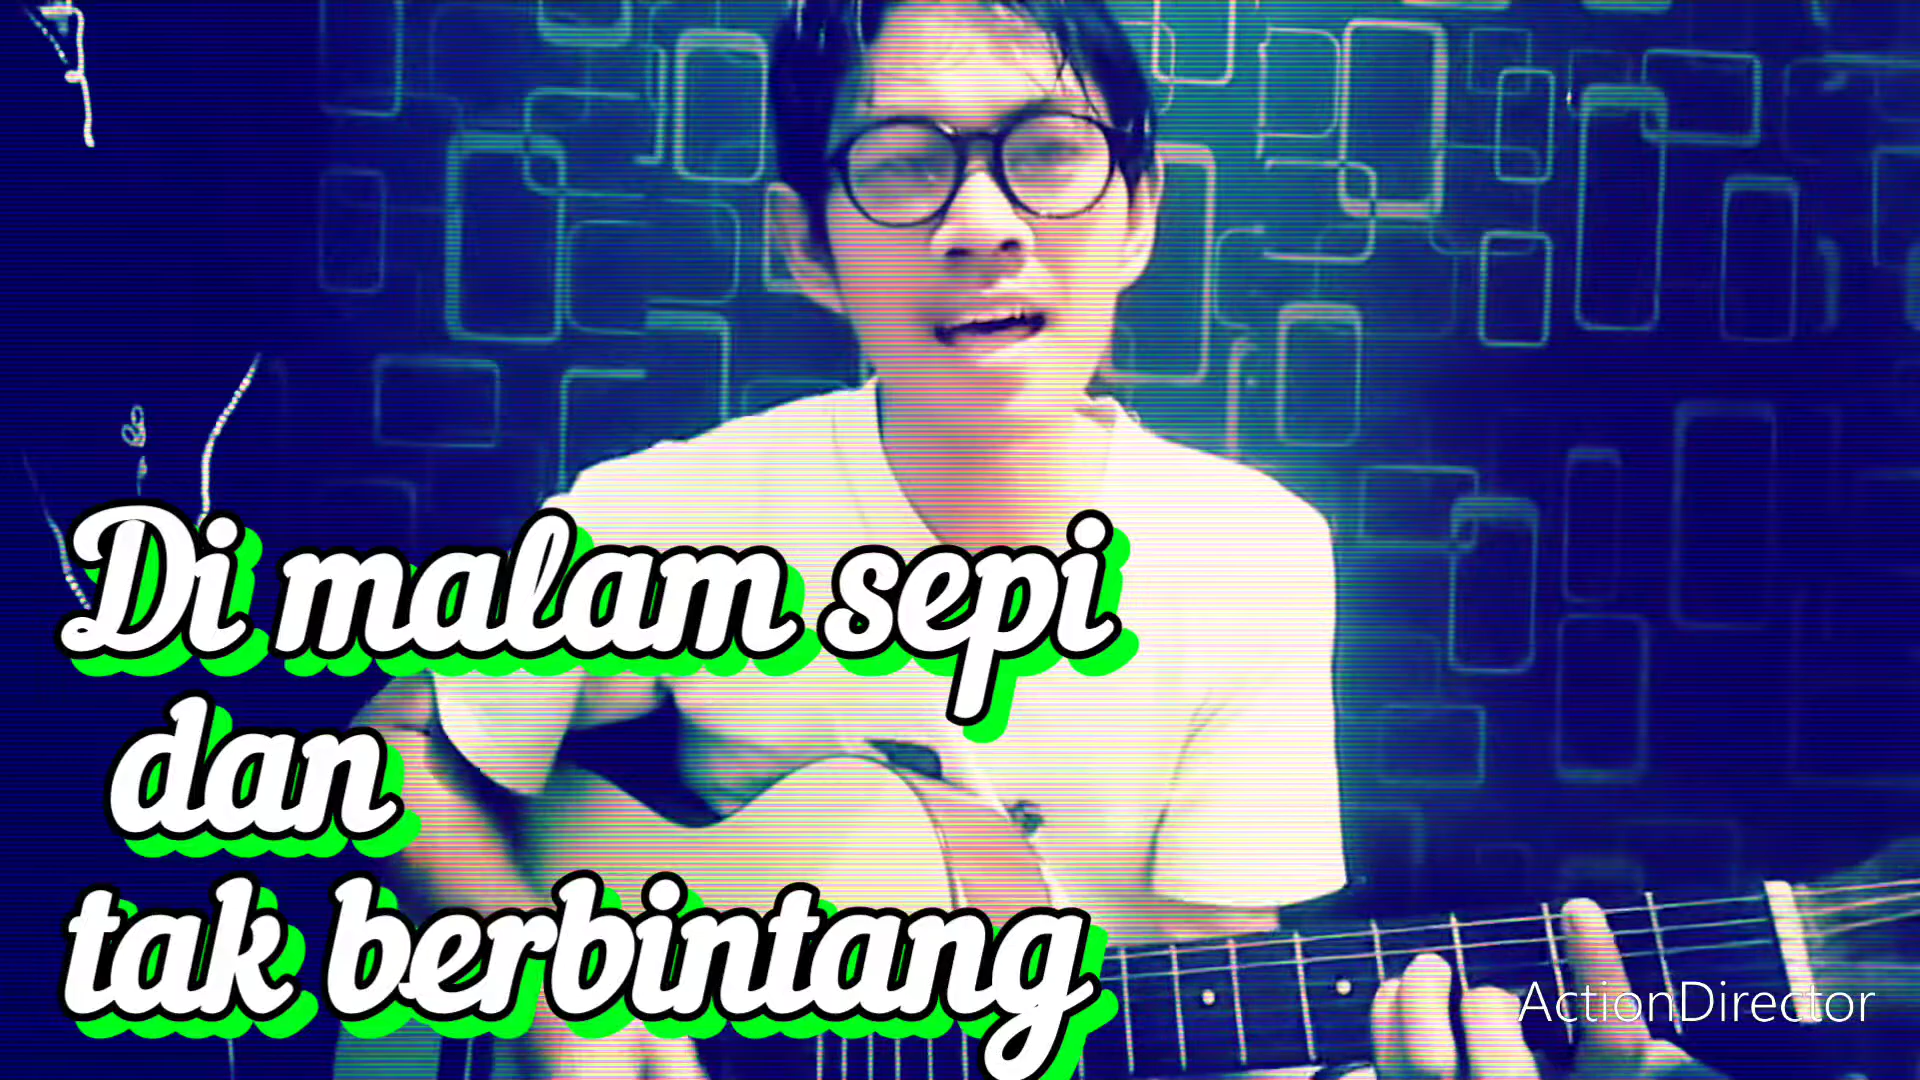 Di malam sepi
dan
tak berbintang
ActionDirector